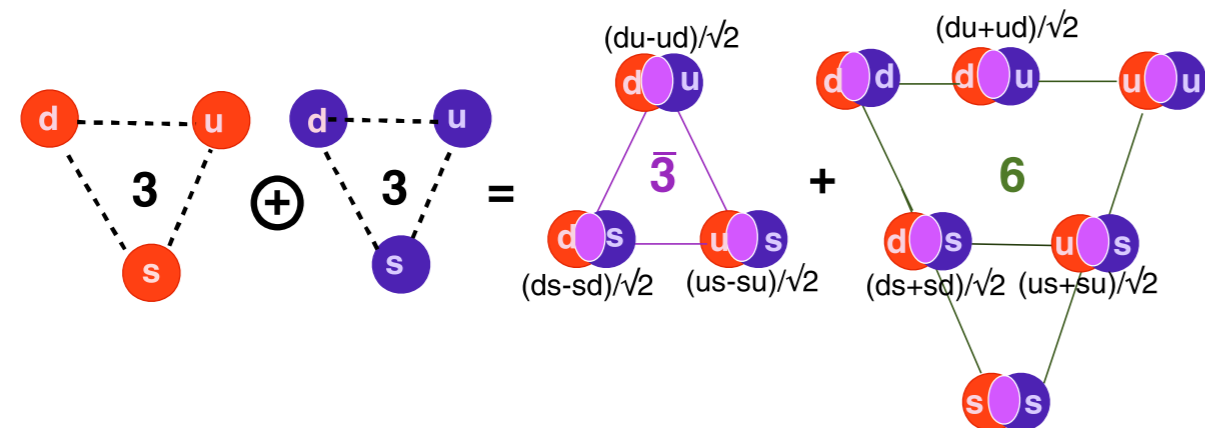 d u
3
s
+
d u
3
s
=
(du-ud)/√2
d u
3̅
d s u s
(ds-sd)/√2 (us-su)/√2
+
(du+ud)/√2
d d d u u u
6
d s u s
(ds+sd)/√2 (us+su)/√2
s s